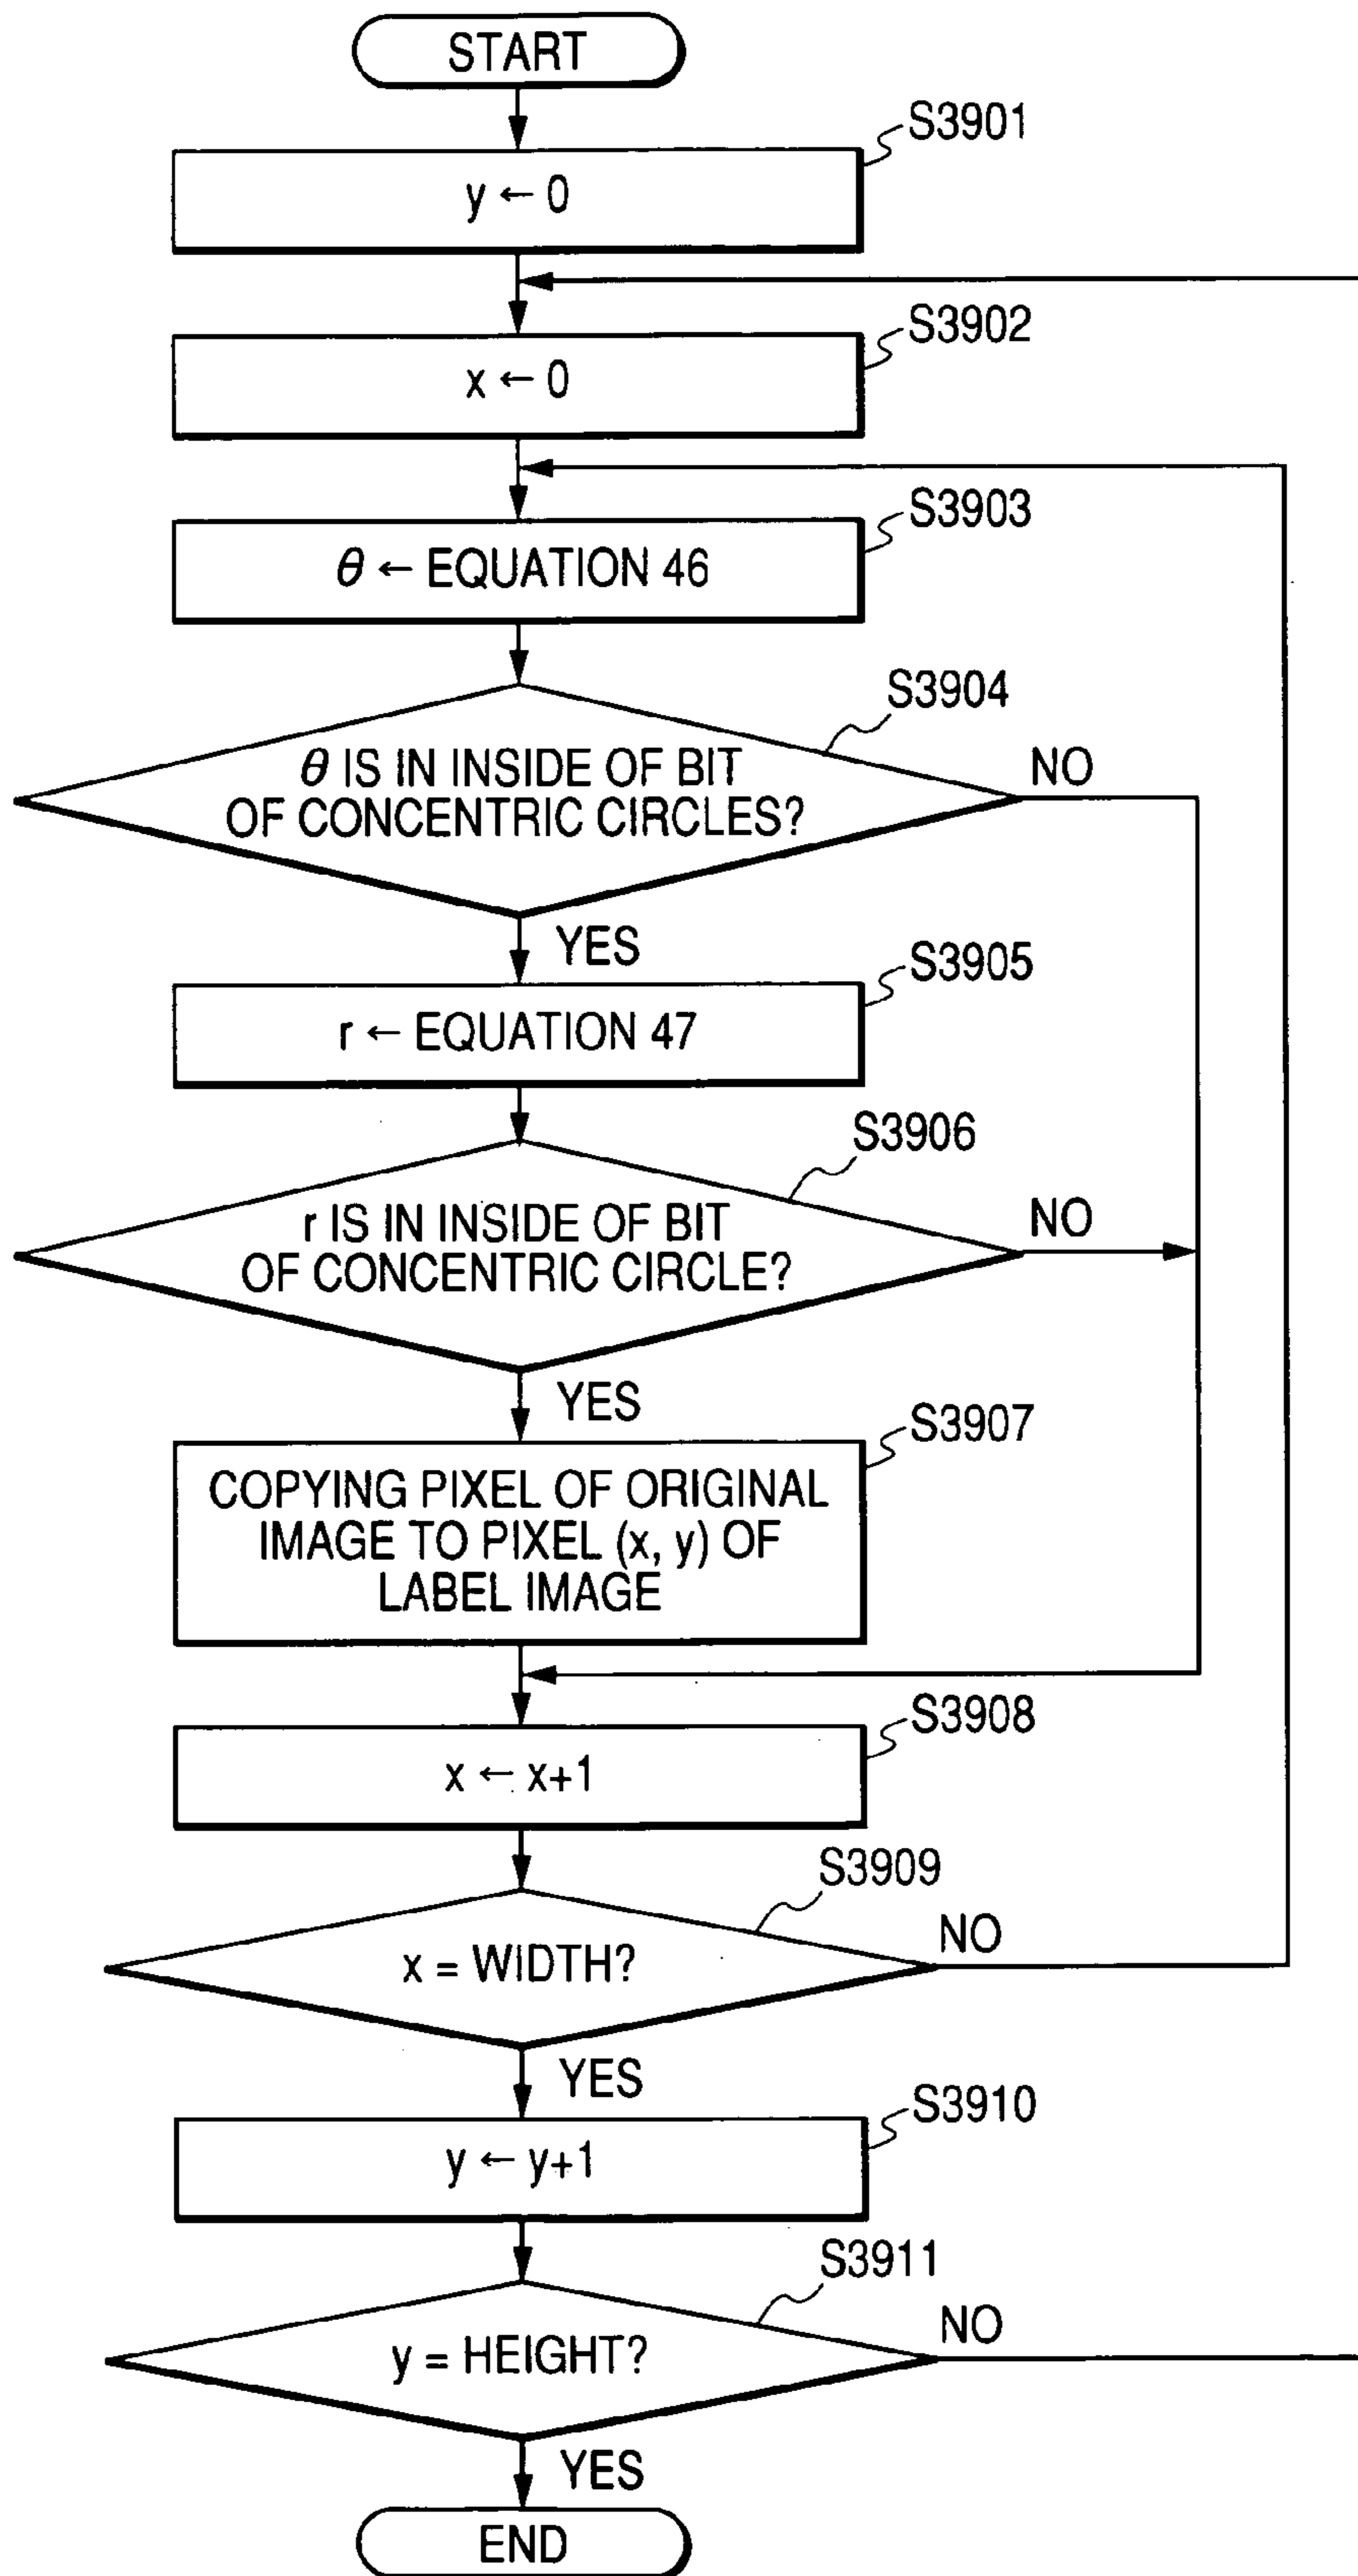 START
S3901
y ← 0
S3902
x ← 0
S3903
θ ← EQUATION 46
S3904
θ IS IN INSIDE OF BIT
OF CONCENTRIC CIRCLES?
NO
YES
S3905
r ← EQUATION 47
S3906
r IS IN INSIDE OF BIT
OF CONCENTRIC CIRCLE?
NO
YES
S3907
COPYING PIXEL OF ORIGINAL
IMAGE TO PIXEL (x, y) OF
LABEL IMAGE
S3908
x ← x+1
S3909
x = WIDTH?
NO
YES
S3910
y ← y+1
S3911
y = HEIGHT?
NO
YES
END